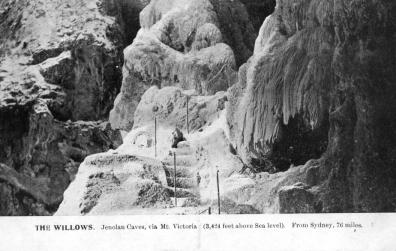 THE WILLOWS. Jenolan Caves, via Mt. Victoria (3,424 feet above Sea level). From Sydney, 76 miles.